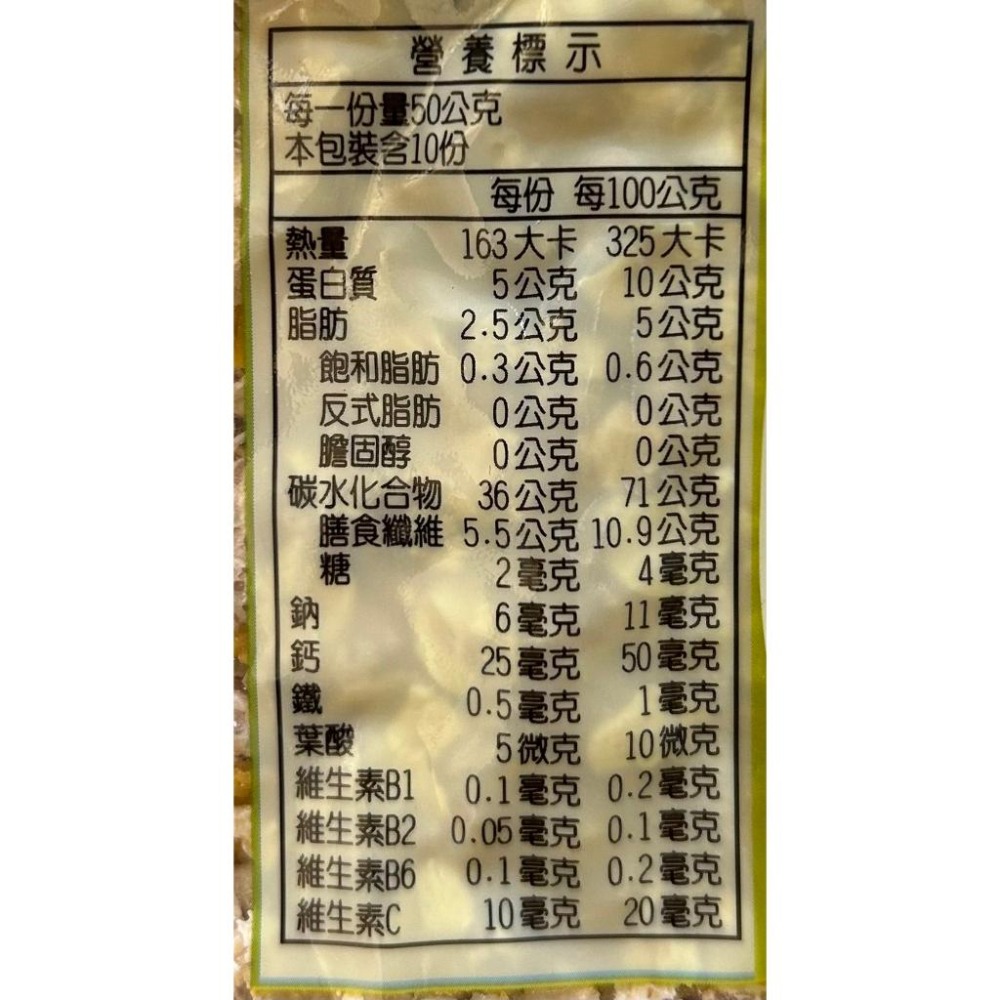 營養標示
每一份量50公克
本包裝含10份
每份 每100公克
熱量 163大卡 325大卡
蛋白質 5公克 10公克
脂肪 2.5公克 5公克
飽和脂肪 0.3公克 0.6公克
反式脂肪 0公克 0公克
膽固醇 0公克 0公克
碳水化合物 36公克 71公克
膳食纖維 5.5公克 10.9公克
糖 2毫克 4毫克
鈉 6毫克 11毫克
鈣 25毫克 50毫克
鐵 0.5毫克 1毫克
葉酸 5微克 10微克
維生素B1 0.1毫克 0.2毫克
維生素B2 0.05毫克 0.1毫克
維生素B6 0.1毫克 0.2毫克
維生素C 10毫克 20毫克